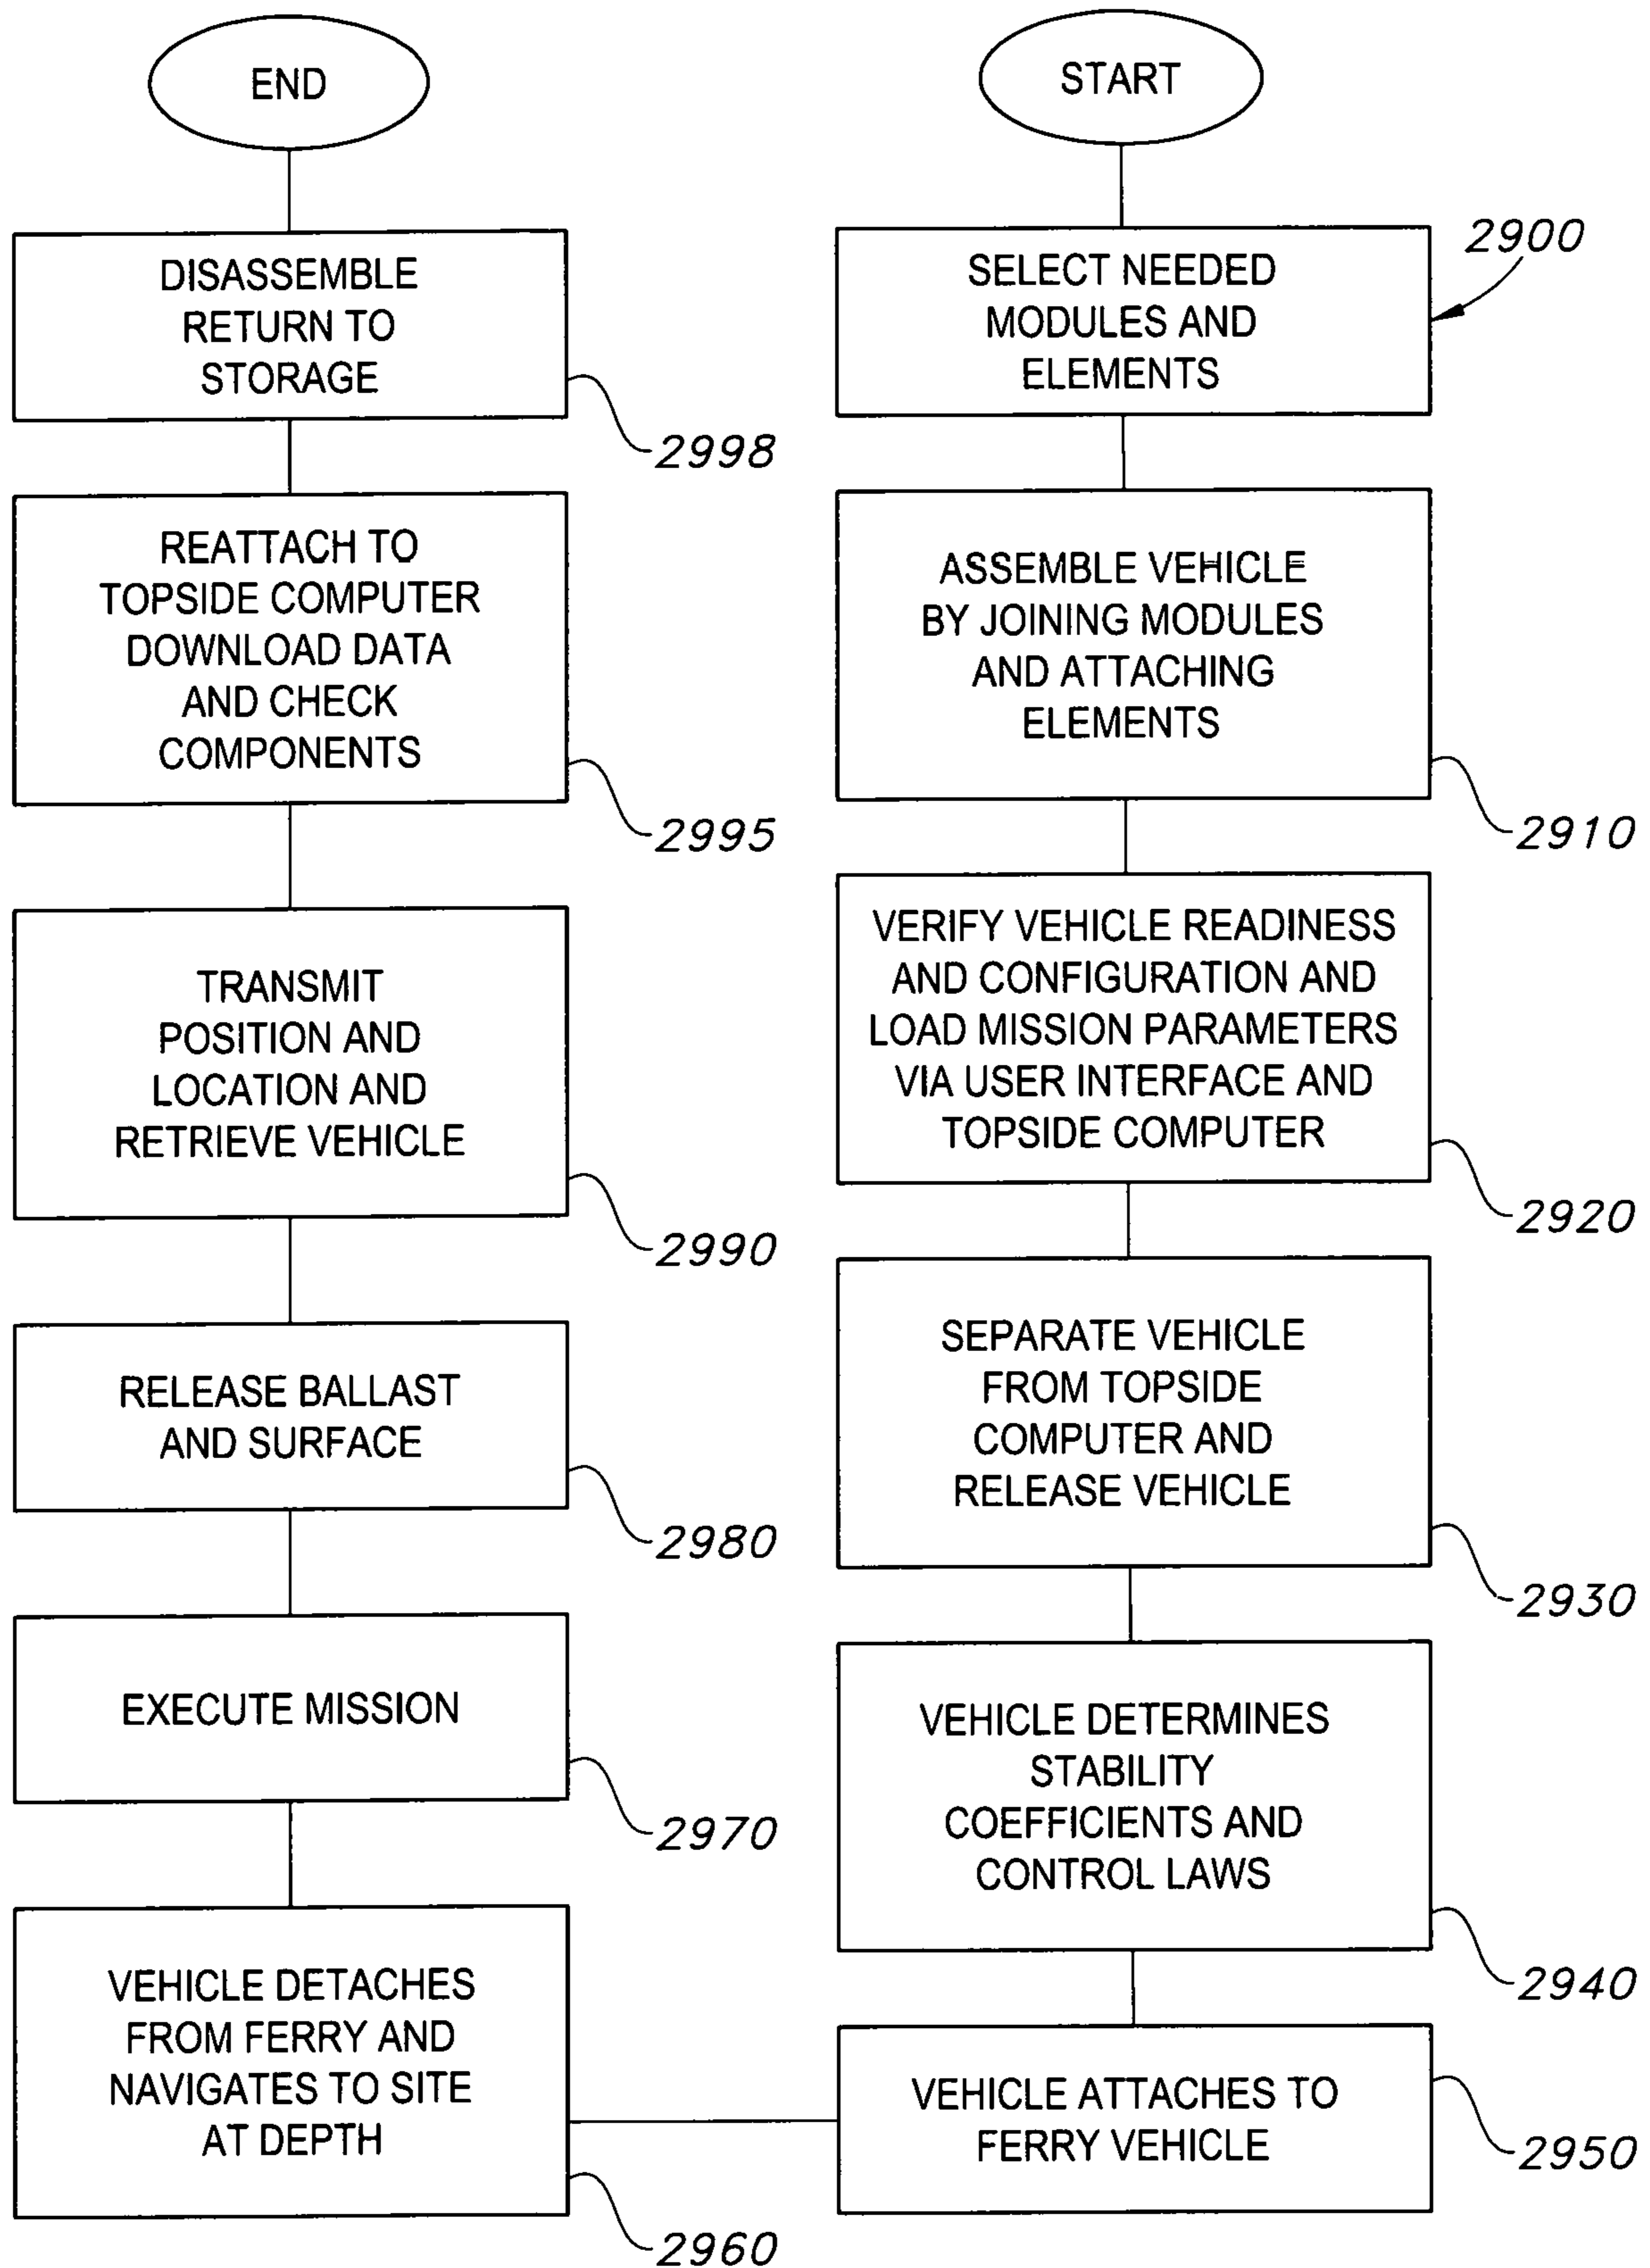 START
SELECT NEEDED
MODULES AND
ELEMENTS
2900
ASSEMBLE VEHICLE
BY JOINING MODULES
AND ATTACHING
ELEMENTS
2910
VERIFY VEHICLE READINESS
AND CONFIGURATION AND
LOAD MISSION PARAMETERS
VIA USER INTERFACE AND
TOPSIDE COMPUTER
2920
SEPARATE VEHICLE
FROM TOPSIDE
COMPUTER AND
RELEASE VEHICLE
2930
VEHICLE DETERMINES
STABILITY
COEFFICIENTS AND
CONTROL LAWS
2940
VEHICLE ATTACHES TO
FERRY VEHICLE
2950
VEHICLE DETACHES
FROM FERRY AND
NAVIGATES TO SITE
AT DEPTH
2960
EXECUTE MISSION
2970
RELEASE BALLAST
AND SURFACE
2980
TRANSMIT
POSITION AND
LOCATION AND
RETRIEVE VEHICLE
2990
REATTACH TO
TOPSIDE COMPUTER
DOWNLOAD DATA
AND CHECK
COMPONENTS
2995
DISASSEMBLE
RETURN TO
STORAGE
2998
END